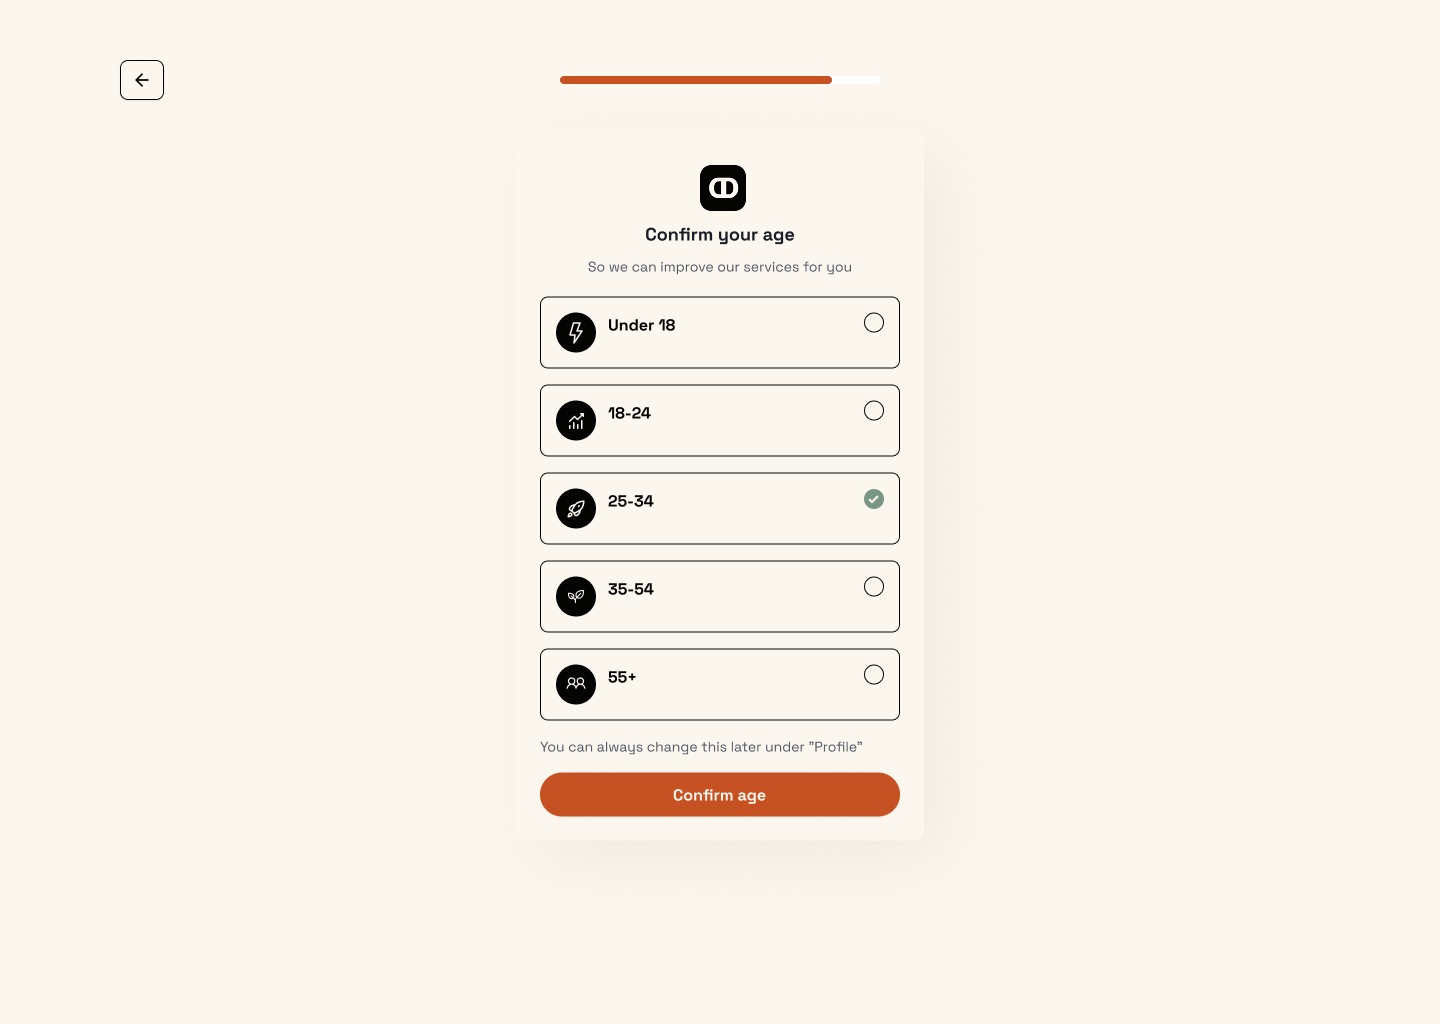 Confirm your age
So we can improve our services for you
Under 18
18-24
25-34
35-54
55+
You can always change this later under ”Profile”
Confirm age